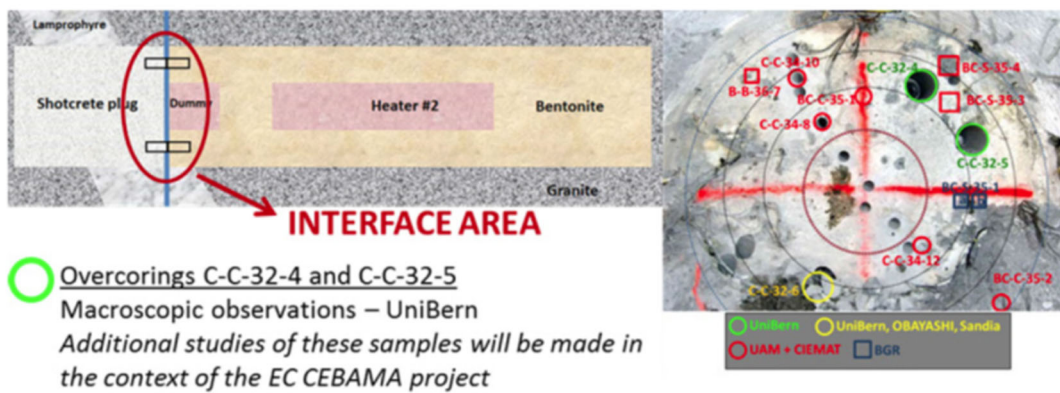 Lamprophyre
Shotcrete plug
Dummy
Heater #2
Bentonite
Granite
INTERFACE AREA
Overcorings C-C-32-4 and C-C-32-5
Macroscopic observations – UniBern
Additional studies of these samples will be made in
the context of the EC CEBAMA project
C-C-34-10
C-C-32-4
BC-S-35-4
B-B-36-7
BC-C-35-1
BC-S-35-3
C-C-34-8
C-C-32-5
BC-S-35-1
C-C-34-12
BC-C-35-2
C-C-32-6
UniBern
UniBern, OBAYASHI, Sandia
UAM + CIEMAT
BGR